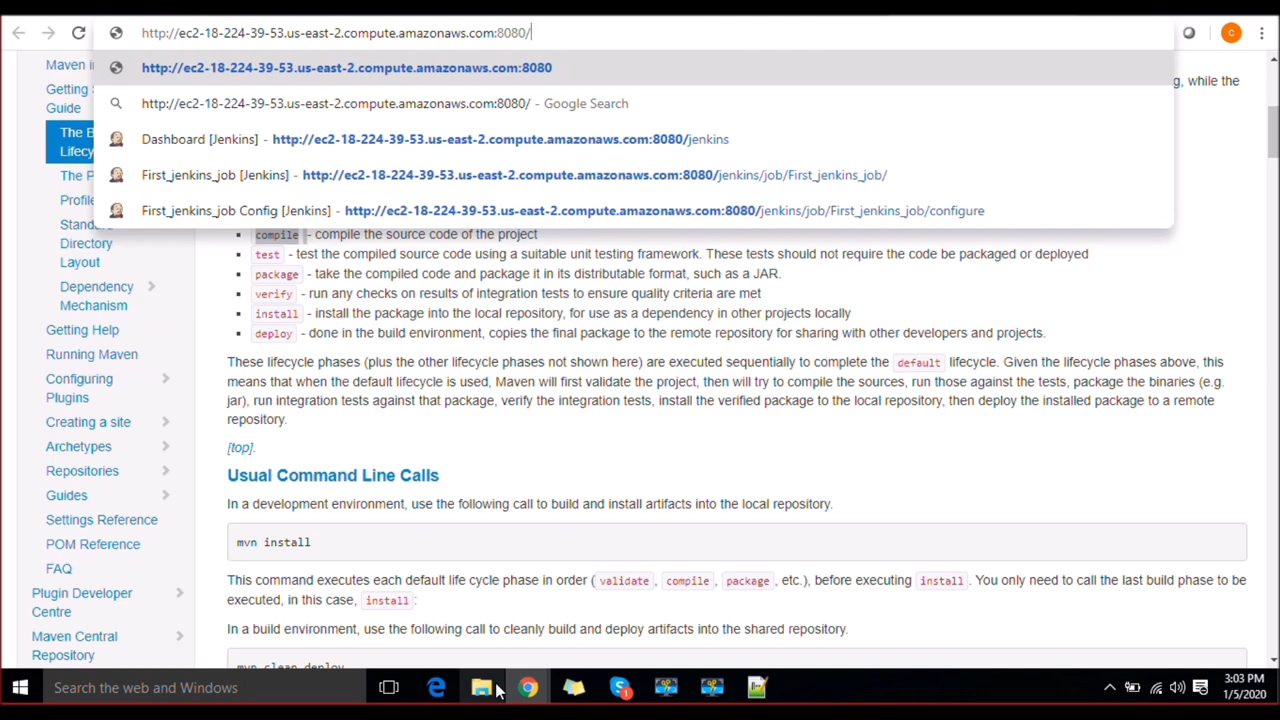 http://ec2-18-224-39-53.us-east-2.compute.amazonaws.com:8080/
C
http://ec2-18-224-39-53.us-east-2.compute.amazonaws.com:8080
http://ec2-18-224-39-53.us-east-2.compute.amazonaws.com:8080/ - Google Search
Dashboard [Jenkins] - http://ec2-18-224-39-53.us-east-2.compute.amazonaws.com:8080/jenkins
First_jenkins_job [Jenkins] - http://ec2-18-224-39-53.us-east-2.compute.amazonaws.com:8080/jenkins/job/First_jenkins_job/
First_jenkins_job Config [Jenkins] - http://ec2-18-224-39-53.us-east-2.compute.amazonaws.com:8080/jenkins/job/First_jenkins_job/configure
Maven
Getting
Guide
The B
Lifecy
The P
Profile
Standa
Directory
Layout
Dependency
Mechanism
Getting Help
Running Maven
Configuring
Plugins
Creating a site
Archetypes
Repositories
Guides
Settings Reference
POM Reference
FAQ
Plugin Developer
Centre
Maven Central
Repository
g, while the
compile - compile the source code of the project
test - test the compiled source code using a suitable unit testing framework. These tests should not require the code be packaged or deployed
package - take the compiled code and package it in its distributable format, such as a JAR.
verify - run any checks on results of integration tests to ensure quality criteria are met
install - install the package into the local repository, for use as a dependency in other projects locally
deploy - done in the build environment, copies the final package to the remote repository for sharing with other developers and projects.
These lifecycle phases (plus the other lifecycle phases not shown here) are executed sequentially to complete the default lifecycle. Given the lifecycle phases above, this
means that when the default lifecycle is used, Maven will first validate the project, then will try to compile the sources, run those against the tests, package the binaries (e.g.
jar), run integration tests against that package, verify the integration tests, install the verified package to the local repository, then deploy the installed package to a remote
repository.
[top].
Usual Command Line Calls
In a development environment, use the following call to build and install artifacts into the local repository.
mvn install
This command executes each default life cycle phase in order (validate, compile, package, etc.), before executing install. You only need to call the last build phase to be
executed, in this case, install:
In a build environment, use the following call to cleanly build and deploy artifacts into the shared repository.
mvn clean deploy
Search the web and Windows
1
3:03 PM
1/5/2020